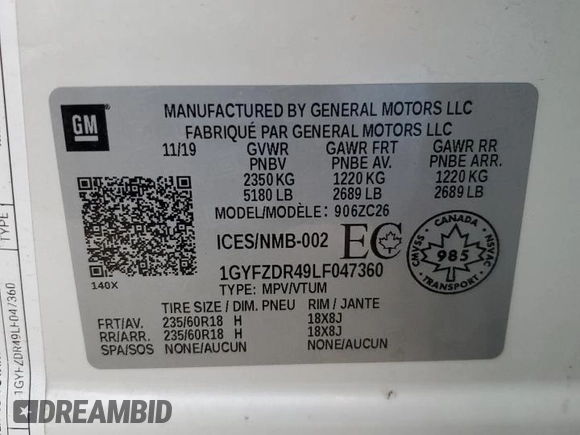 MANUFACTURED BY GENERAL MOTORS LLC
FABRIQUÉ PAR GENERAL MOTORS LLC
GM
11/19 GVWR GAWR FRT GAWR RR
PNBV PNBE AV. PNBE ARR.
2350 KG 1220 KG 1220 KG
5180 LB 2689 LB 2689 LB
MODEL/MODÈLE: 906ZC26
ICES/NMB-002 EC
CANADA
CMVSS 985 NSVAC
TRANSPORT
1GYFZDR49LF047360
140X
TYPE: MPV/VTUM
TIRE SIZE / DIM. PNEU RIM / JANTE
FRT/AV. 235/60R18 H 18X8J
RR/ARR. 235/60R18 H 18X8J
SPA/SOS NONE/AUCUN NONE/AUCUN
TYPE
1GYFZDR49LF047360
DREAMBID